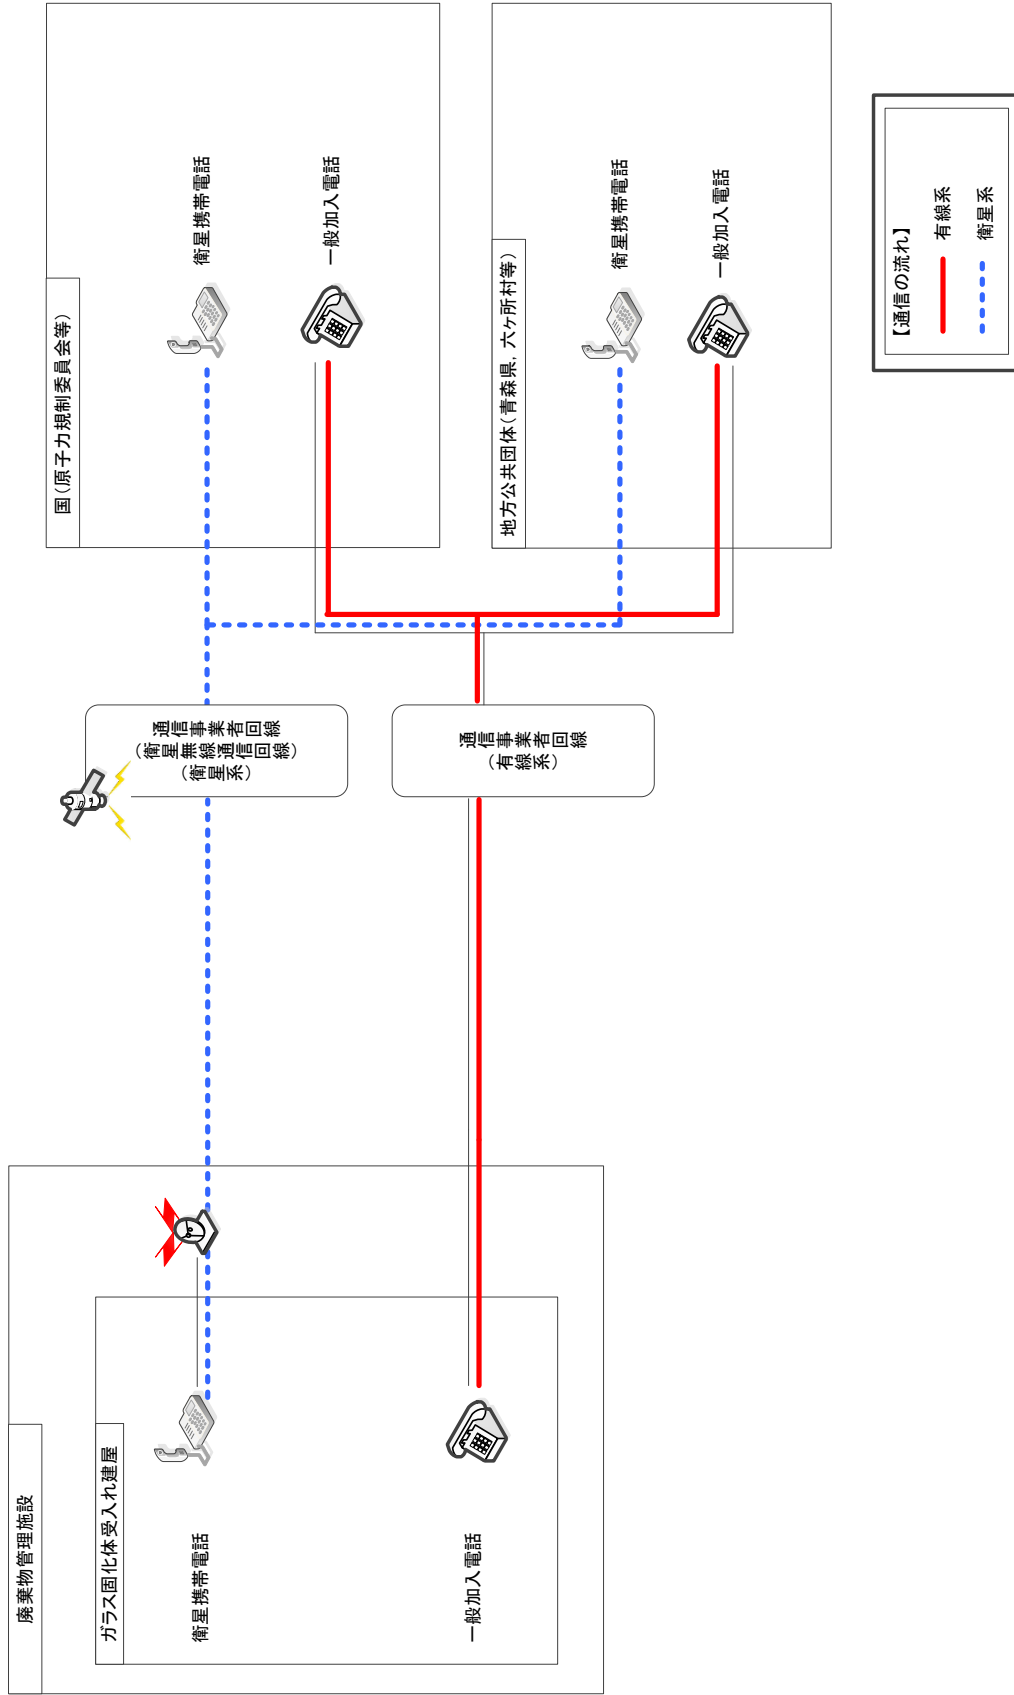 廃棄物管理施設
ガラス固化体受入れ建屋
衛星携帯電話
一般加入電話
通信事業者回線
（衛星無線通信回線）
（衛星系）
通信事業者回線
（有線系）
国（原子力規制委員会等）
衛星携帯電話
一般加入電話
地方公共団体（青森県，六ヶ所村等）
衛星携帯電話
一般加入電話
【通信の流れ】
有線系
衛星系